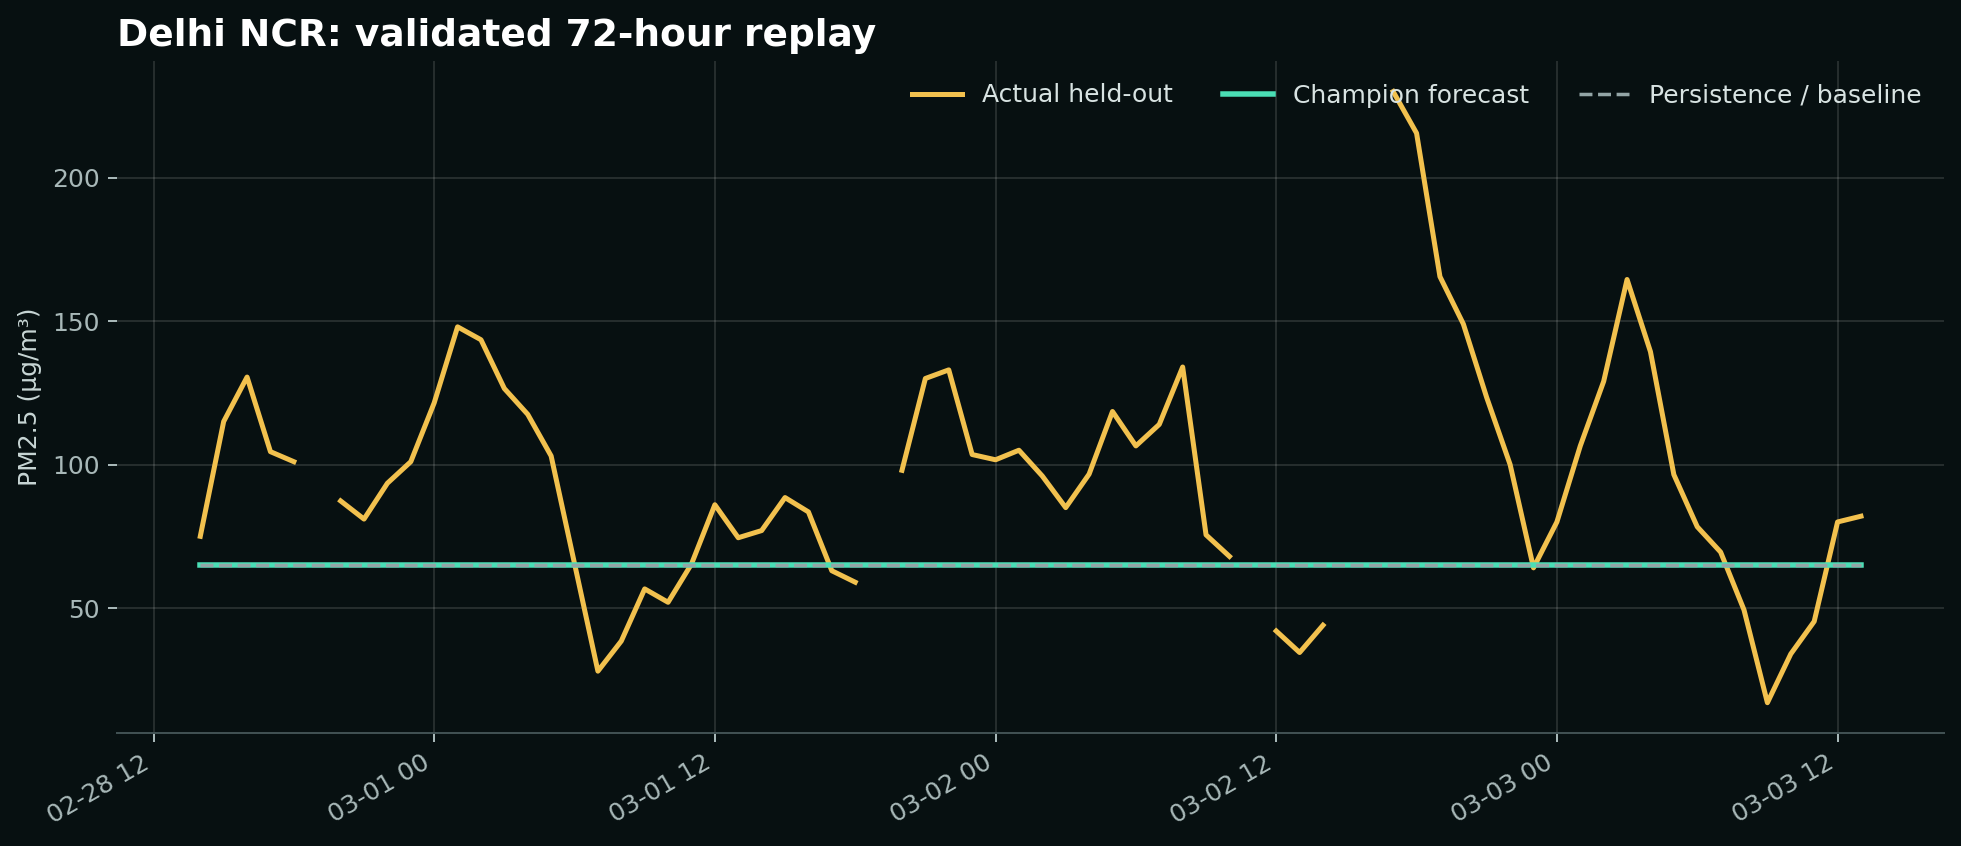 Delhi NCR: validated 72-hour replay
Actual held-out
Champion forecast
Persistence / baseline
PM2.5 (µg/m³)
200
150
100
50
02-28 12
03-01 00
03-01 12
03-02 00
03-02 12
03-03 00
03-03 12